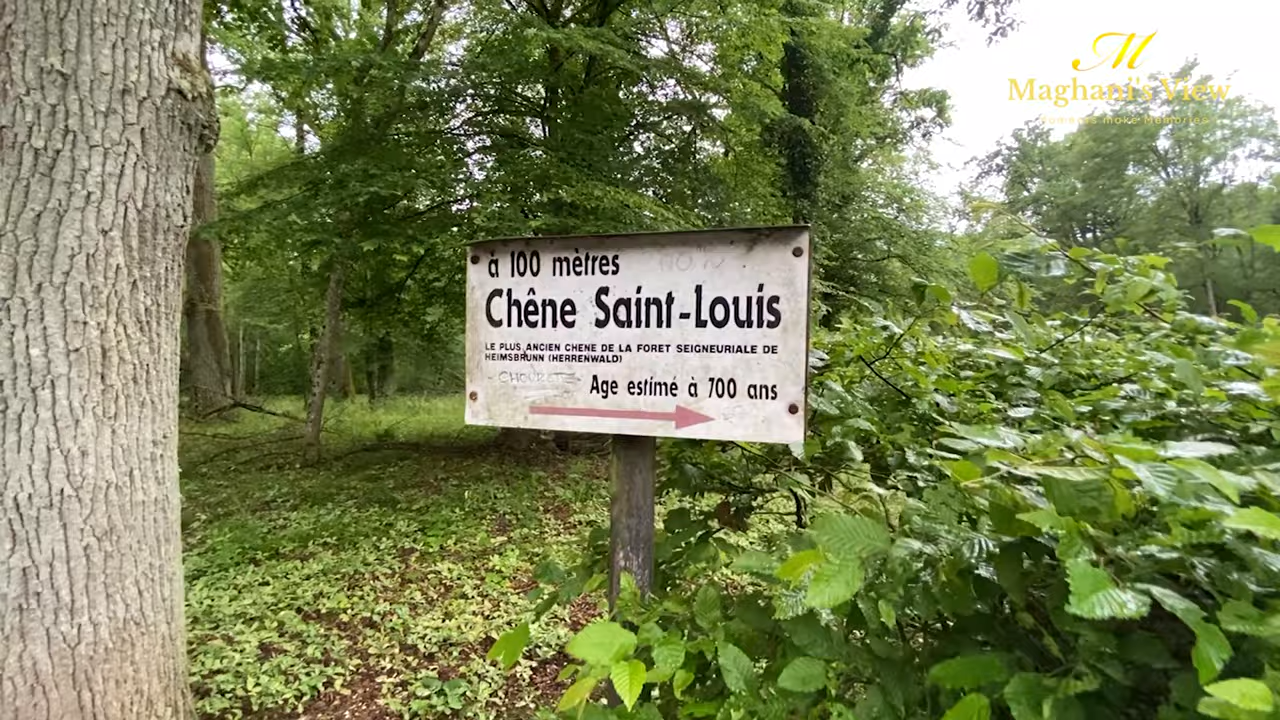 M
Maghani's View
à 100 mètres
Chêne Saint-Louis
LE PLUS ANCIEN CHENE DE LA FORET SEIGNEURIALE DE
HEIMSBRUNN (HERRENWALD)
Age estimé à 700 ans